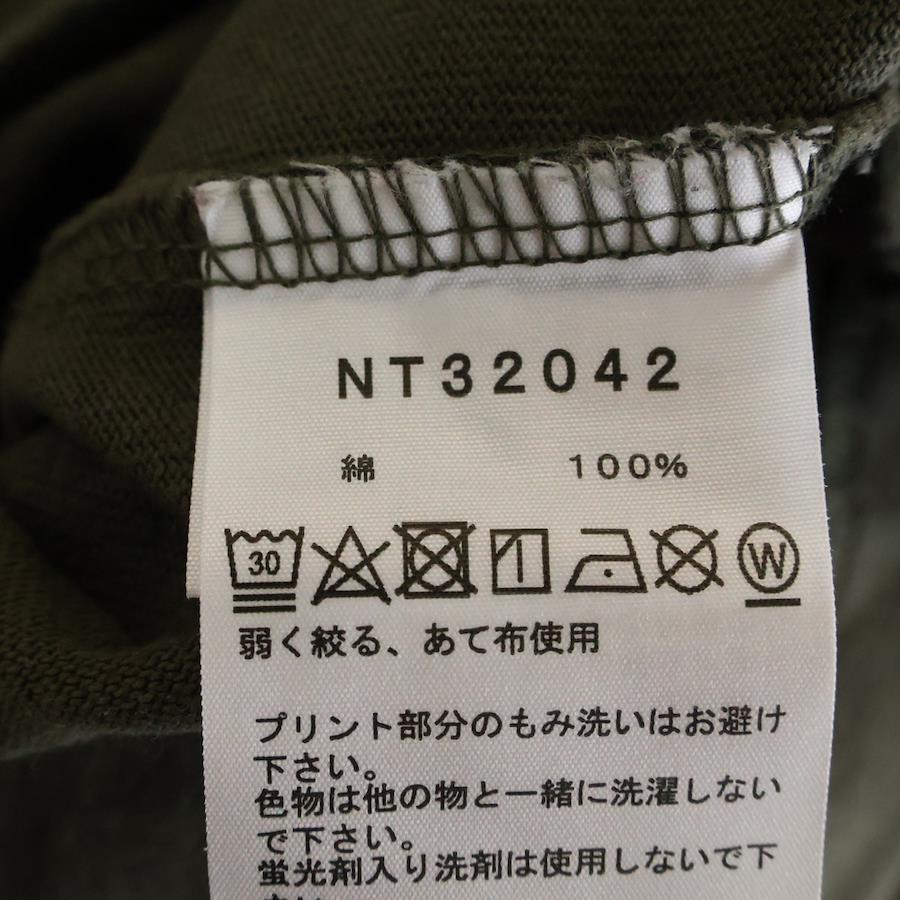 NT32042
綿 100%
30 W
弱く絞る、あて布使用
プリント部分のもみ洗いはお避け
下さい。
色物は他の物と一緒に洗濯しない
で下さい。
蛍光剤入り洗剤は使用しないで下
さい